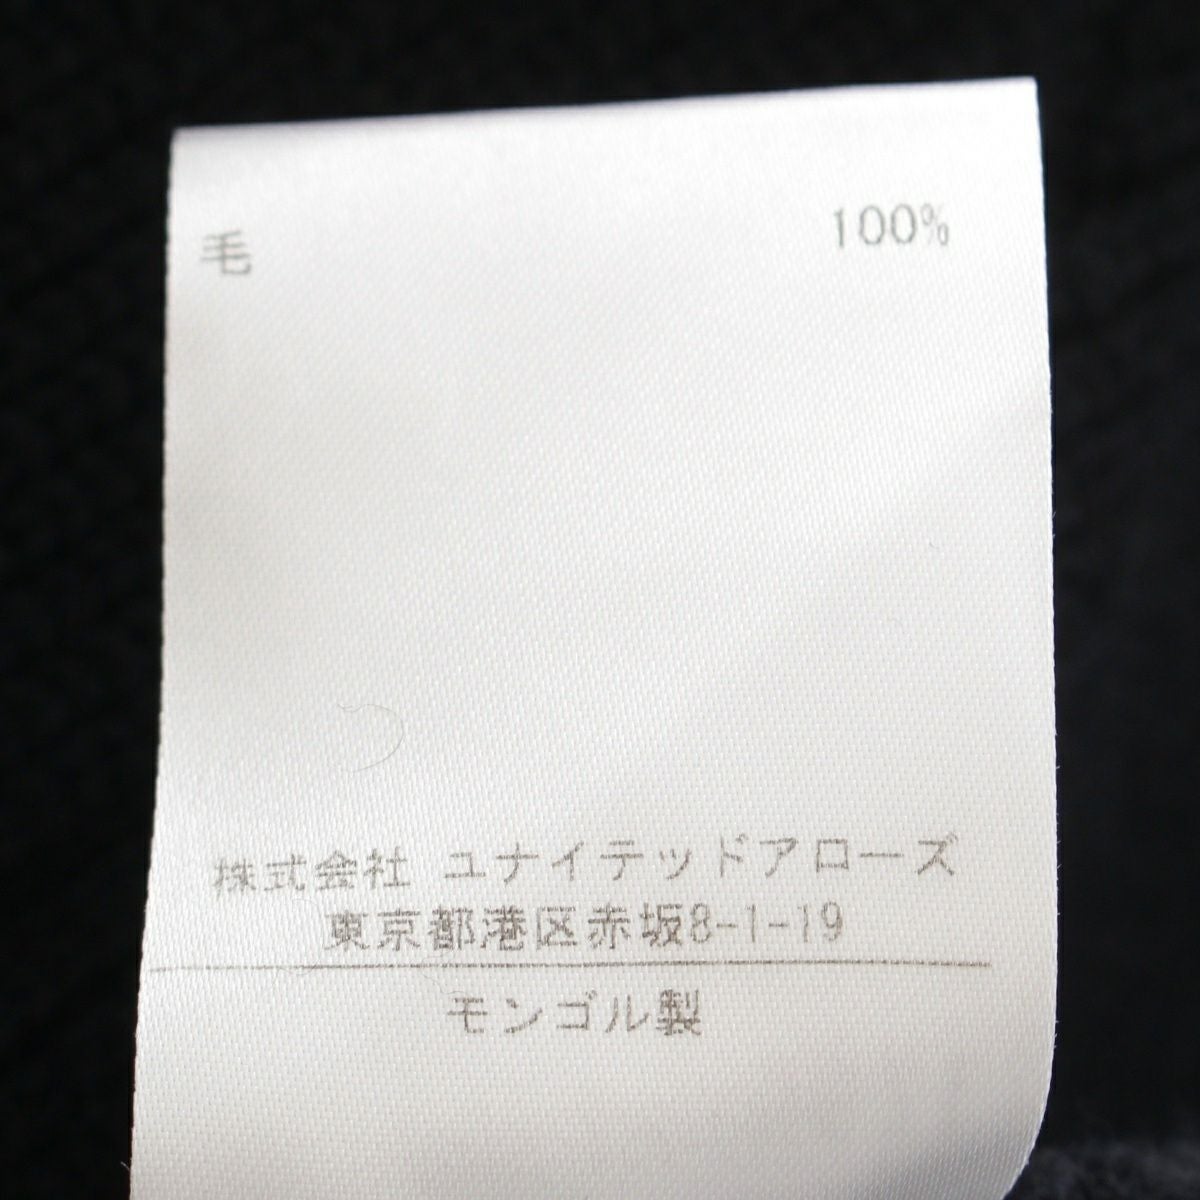 毛 100%
株式会社 ユナイテッドアローズ
東京都港区赤坂8-1-19
モンゴル製